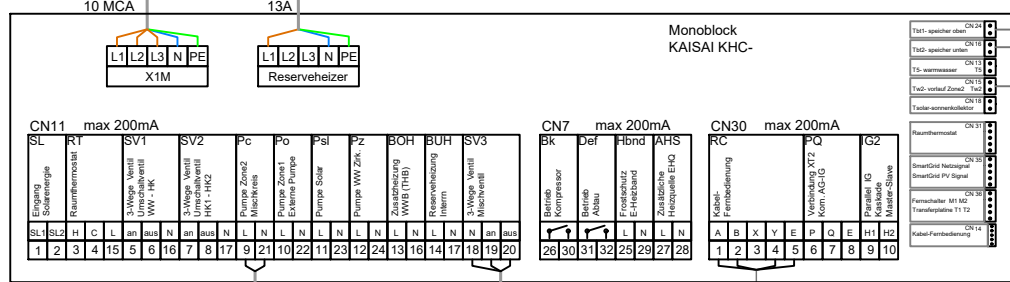 10 MCA
13A
L1 L2 L3 N PE
X1M
L1 L2 L3 N PE
Reserveheizer
Monoblock
KAISAI KHC-
CN 24
Tbt1- speicher oben
CN 16
Tbt2- speicher unten
CN 13
T5- warmwasser T5
CN 15
Tw2- vorlauf Zone2 Tw2
CN 18
Tsolar-sonnenkollektor
CN 31
Raumthermostat
CN 35
SmartGrid Netzsignal
SmartGrid PV Signal
CN 36
Fernschalter M1 M2
Transferplatine T1 T2
CN 14
Kabel-Fernbedienung
CN11 max 200mA
SL RT SV1 SV2 Pc Po Psl Pz BOH BUH SV3
Eingang
Solarenergie
Raumthermostat
3-Wege Ventil
Umschaltventil
WW - HK
3-Wege Ventil
Umschaltventil
HK1 - HK2
Pumpe Zone2
Mischkreis
Pumpe Zone1
Externe Pumpe
Pumpe Solar
Pumpe WW Zirk.
Zusatzheizung
WWB (THB)
Reserveheizung
Interm
3-Wege Ventil
Mischventil
SL1 SL2 H C L an aus N an aus N L N L N L N L N L N N an aus
1 2 3 4 15 5 6 16 7 8 17 9 21 10 22 11 23 12 24 13 16 14 17 18 19 20
CN7 max 200mA
Bk Def Hbnd AHS
Betrieb
Kompressor
Betrieb
Abtau
Frostschutz
E-Heizband
Zusätzliche
Heizquelle EHQ
L N L N
26 30 31 32 25 29 27 28
CN30 max 200mA
RC PQ IG2
Kabel-
Fernbedienung
Verbindung XT2
Kom. AG-IG
Parallel IG
Kaskade
Master-Slave
A B X Y E P Q E H1 H2
1 2 3 4 5 6 7 8 9 10